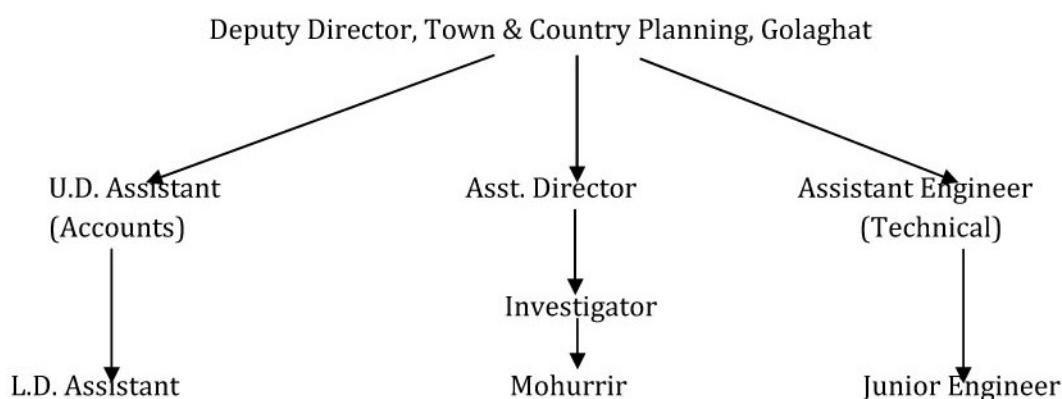 Deputy Director, Town & Country Planning, Golaghat
U.D. Assistant
(Accounts)
Asst. Director
Assistant Engineer
(Technical)
Investigator
L.D. Assistant
Mohurrir
Junior Engineer